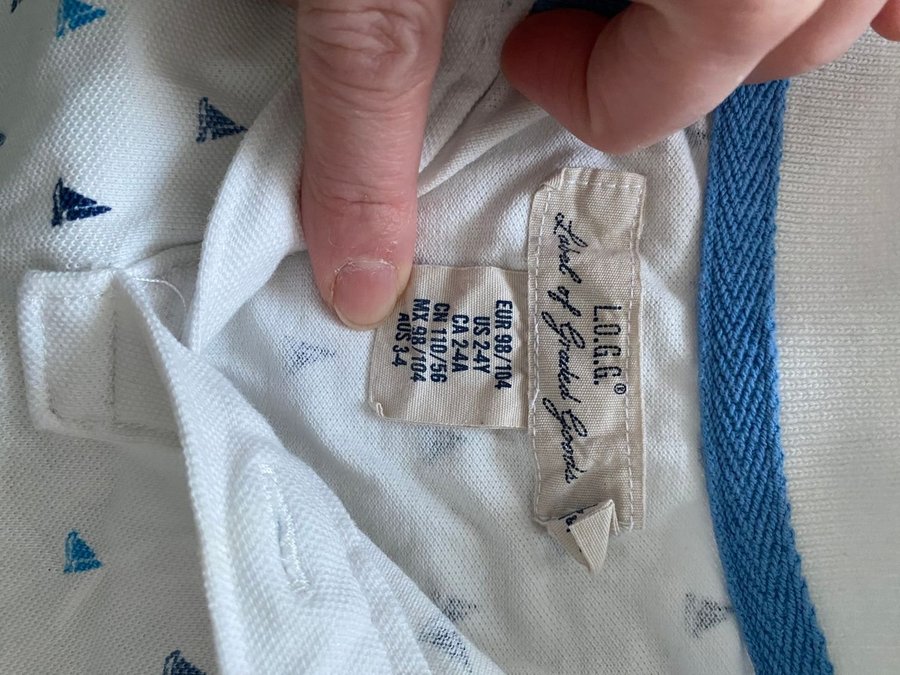 L.O.G.G.®
Label of Graded Goods
EUR 98/104
US 2-4Y
CA 2-4A
CN 110/56
MX 98/104
AUS 3-4